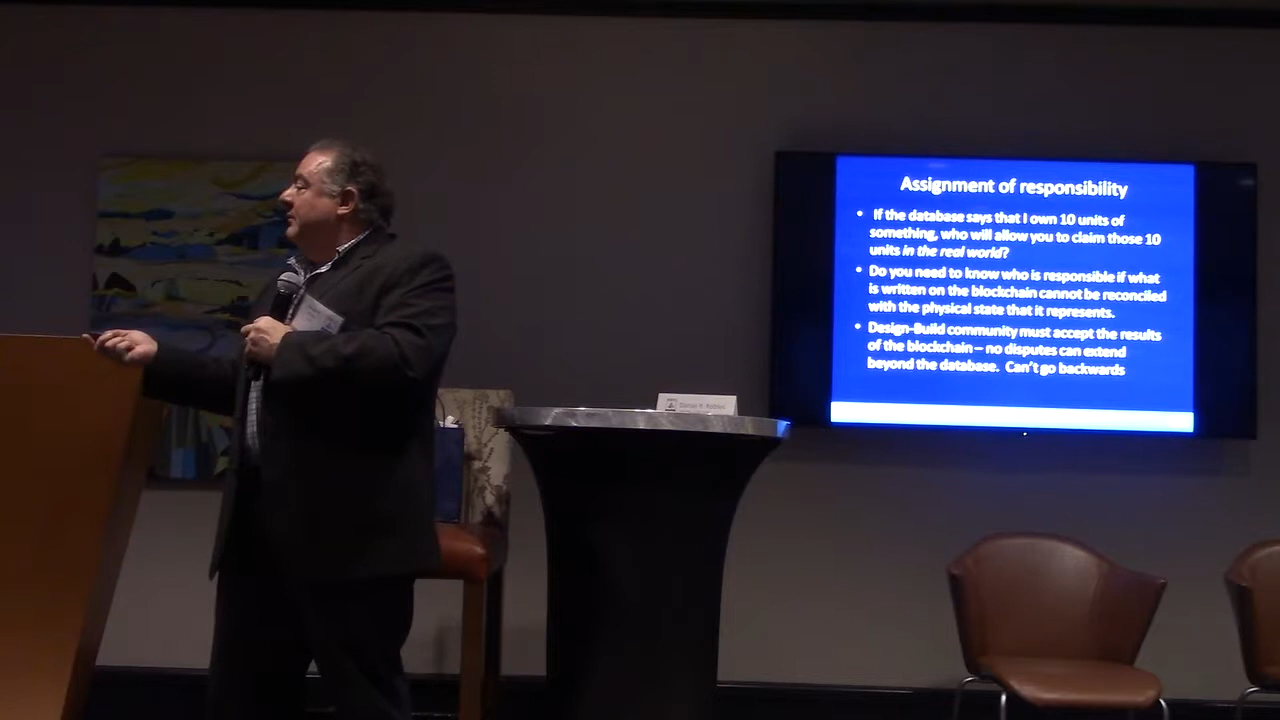 Assignment of responsibility
• If the database says that I own 10 units of
something, who will allow you to claim those 10
units in the real world?
• Do you need to know who is responsible if what
is written on the blockchain cannot be reconciled
with the physical state that it represents.
• Design-Build community must accept the results
of the blockchain – no disputes can extend
beyond the database.  Can't go backwards